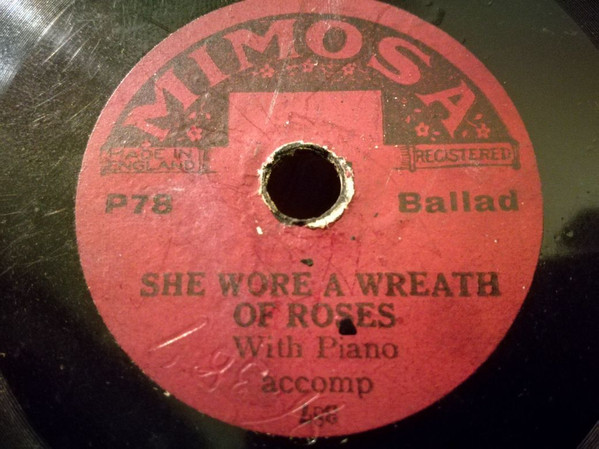 MIMOSA
MADE IN
ENGLAND
REGISTERED
P78
Ballad
SHE WORE A WREATH
OF ROSES
With Piano
accomp